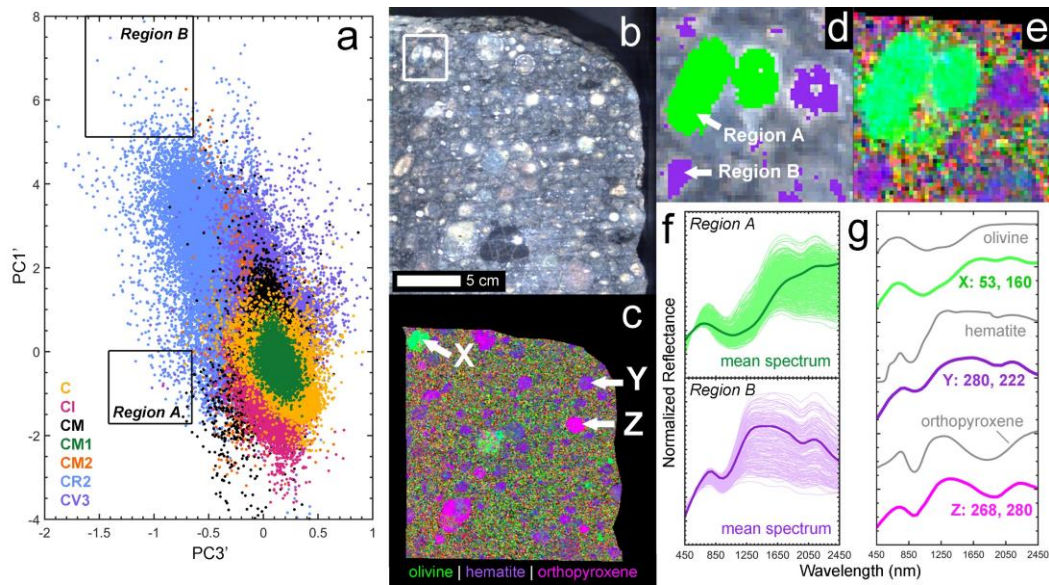 a
Region B
Region A
C
CI
CM
CM1
CM2
CR2
CV3
8
6
4
2
0
-2
-4
PC1'
-2
-1.5
-1
-0.5
0
0.5
1
PC3'
b
5 cm
c
X
Y
Z
olivine | hematite | orthopyroxene
d
Region A
Region B
e
f
Region A
mean spectrum
Region B
mean spectrum
Normalized Reflectance
450 850 1250 1650 2050 2450
g
olivine
X: 53, 160
hematite
Y: 280, 222
orthopyroxene
Z: 268, 280
450 850 1250 1650 2050 2450
Wavelength (nm)